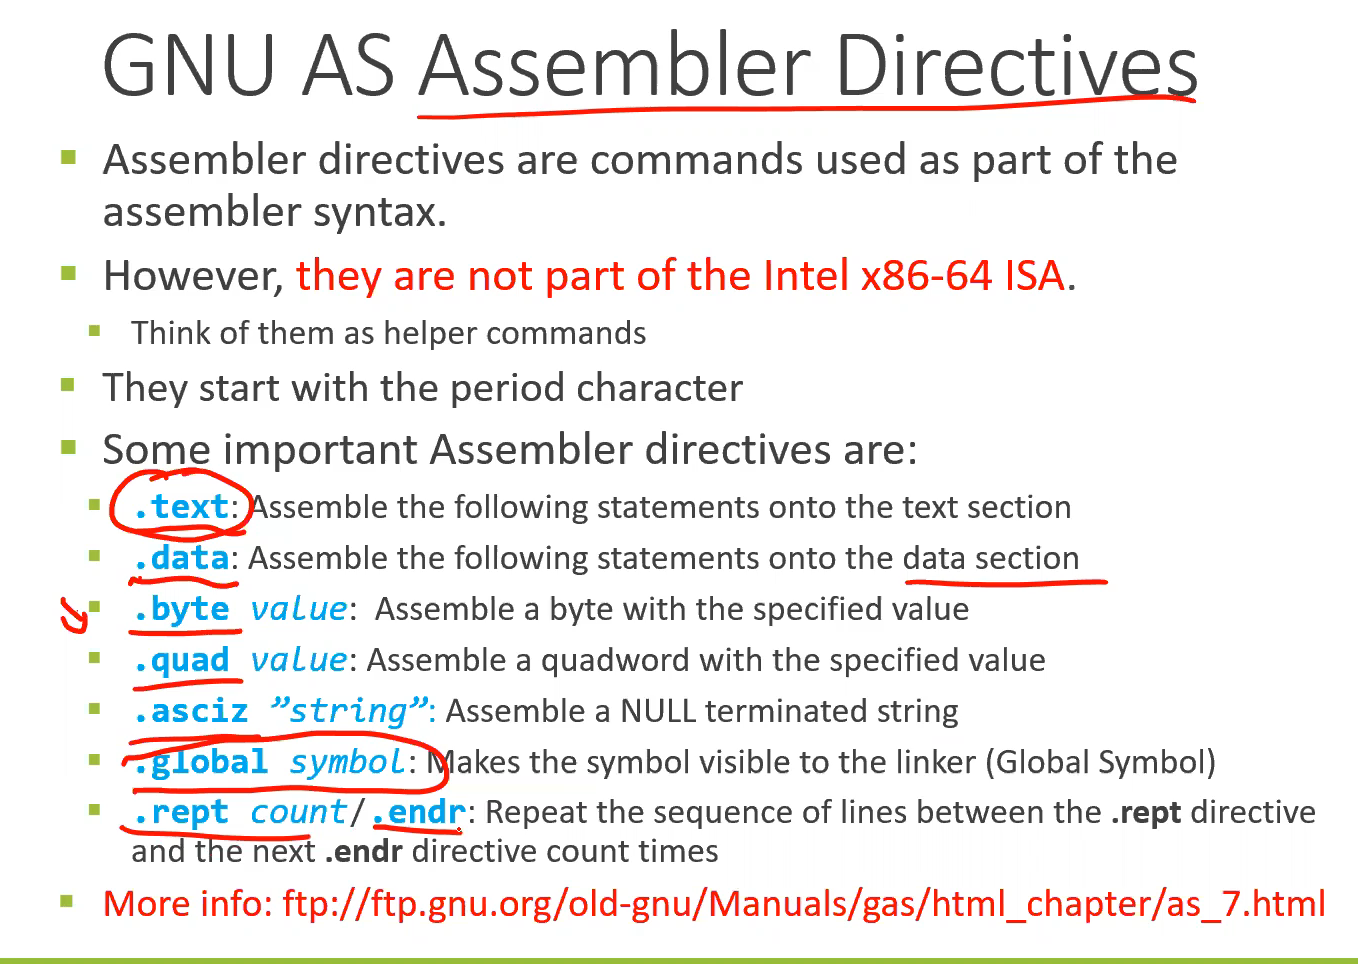 GNU AS Assembler Directives
Assembler directives are commands used as part of the
assembler syntax.
However, they are not part of the Intel x86-64 ISA.
Think of them as helper commands
They start with the period character
Some important Assembler directives are:
.text: Assemble the following statements onto the text section
.data: Assemble the following statements onto the data section
.byte value: Assemble a byte with the specified value
.quad value: Assemble a quadword with the specified value
.asciz ”string”: Assemble a NULL terminated string
.global symbol: Makes the symbol visible to the linker (Global Symbol)
.rept count/.endr: Repeat the sequence of lines between the .rept directive
and the next .endr directive count times
More info: ftp://ftp.gnu.org/old-gnu/Manuals/gas/html_chapter/as_7.html